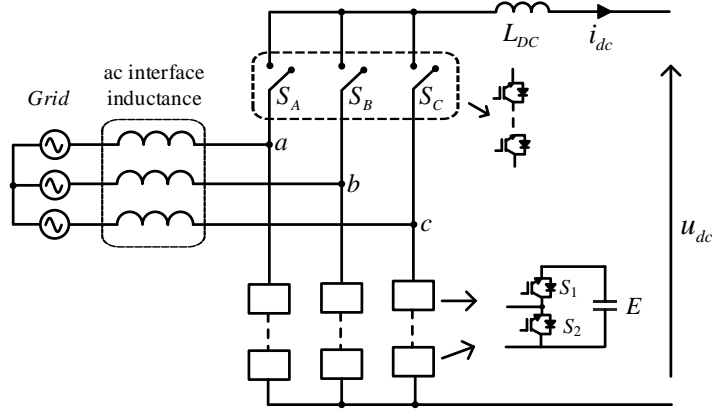 L_DC
i_dc
ac interface
inductance
Grid
S_A
S_B
S_C
a
b
c
u_dc
S_1
S_2
E